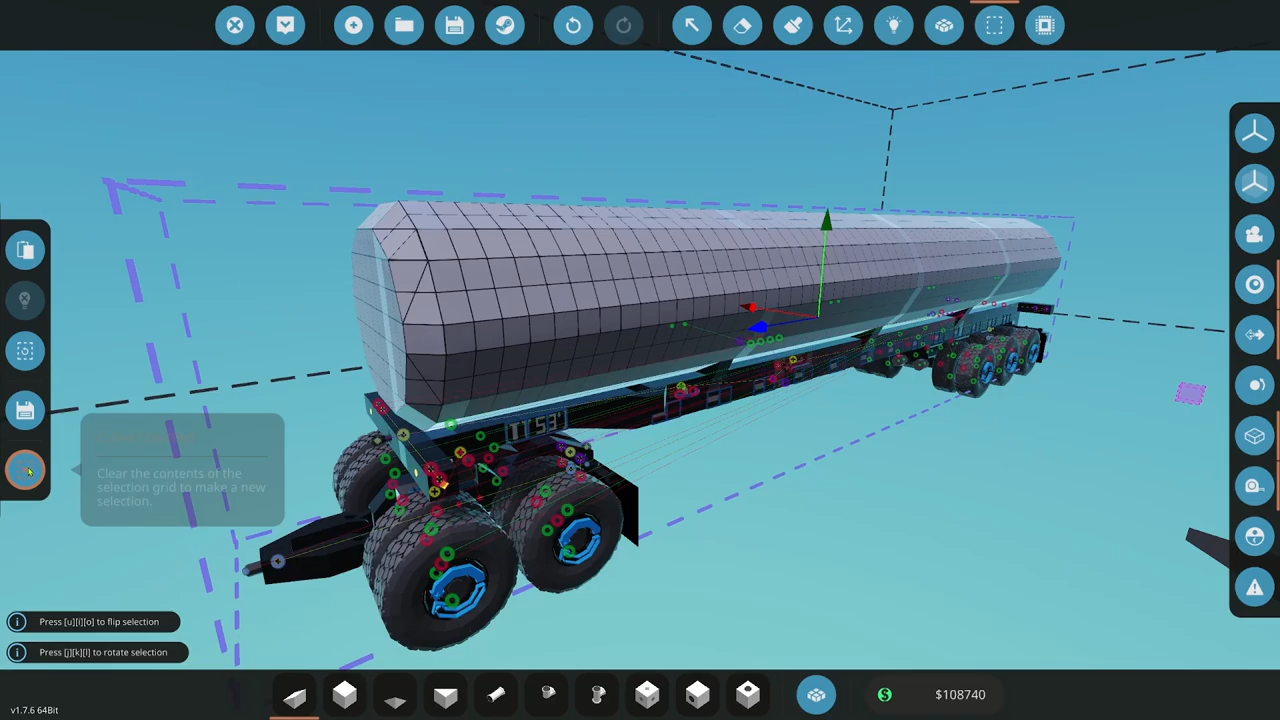 Clear the contents of the
selection grid to make a new
selection.
Press [u][i][o] to flip selection
Press [j][k][l] to rotate selection
$
$108740
v1.7.6 64Bit